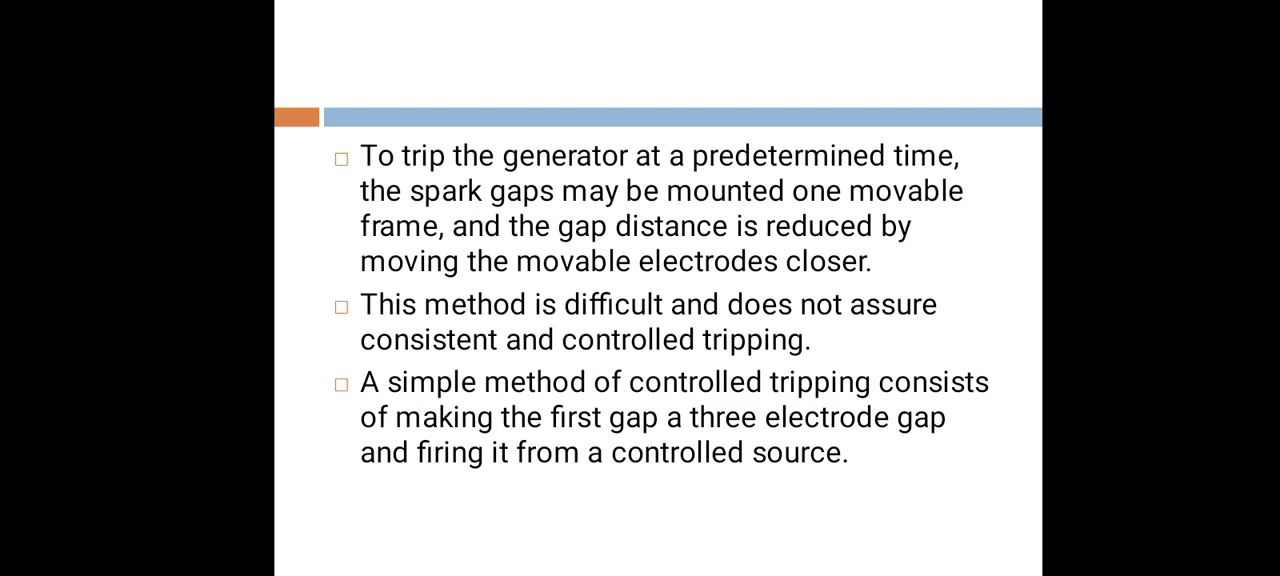 To trip the generator at a predetermined time,
the spark gaps may be mounted one movable
frame, and the gap distance is reduced by
moving the movable electrodes closer.
This method is difficult and does not assure
consistent and controlled tripping.
A simple method of controlled tripping consists
of making the first gap a three electrode gap
and firing it from a controlled source.